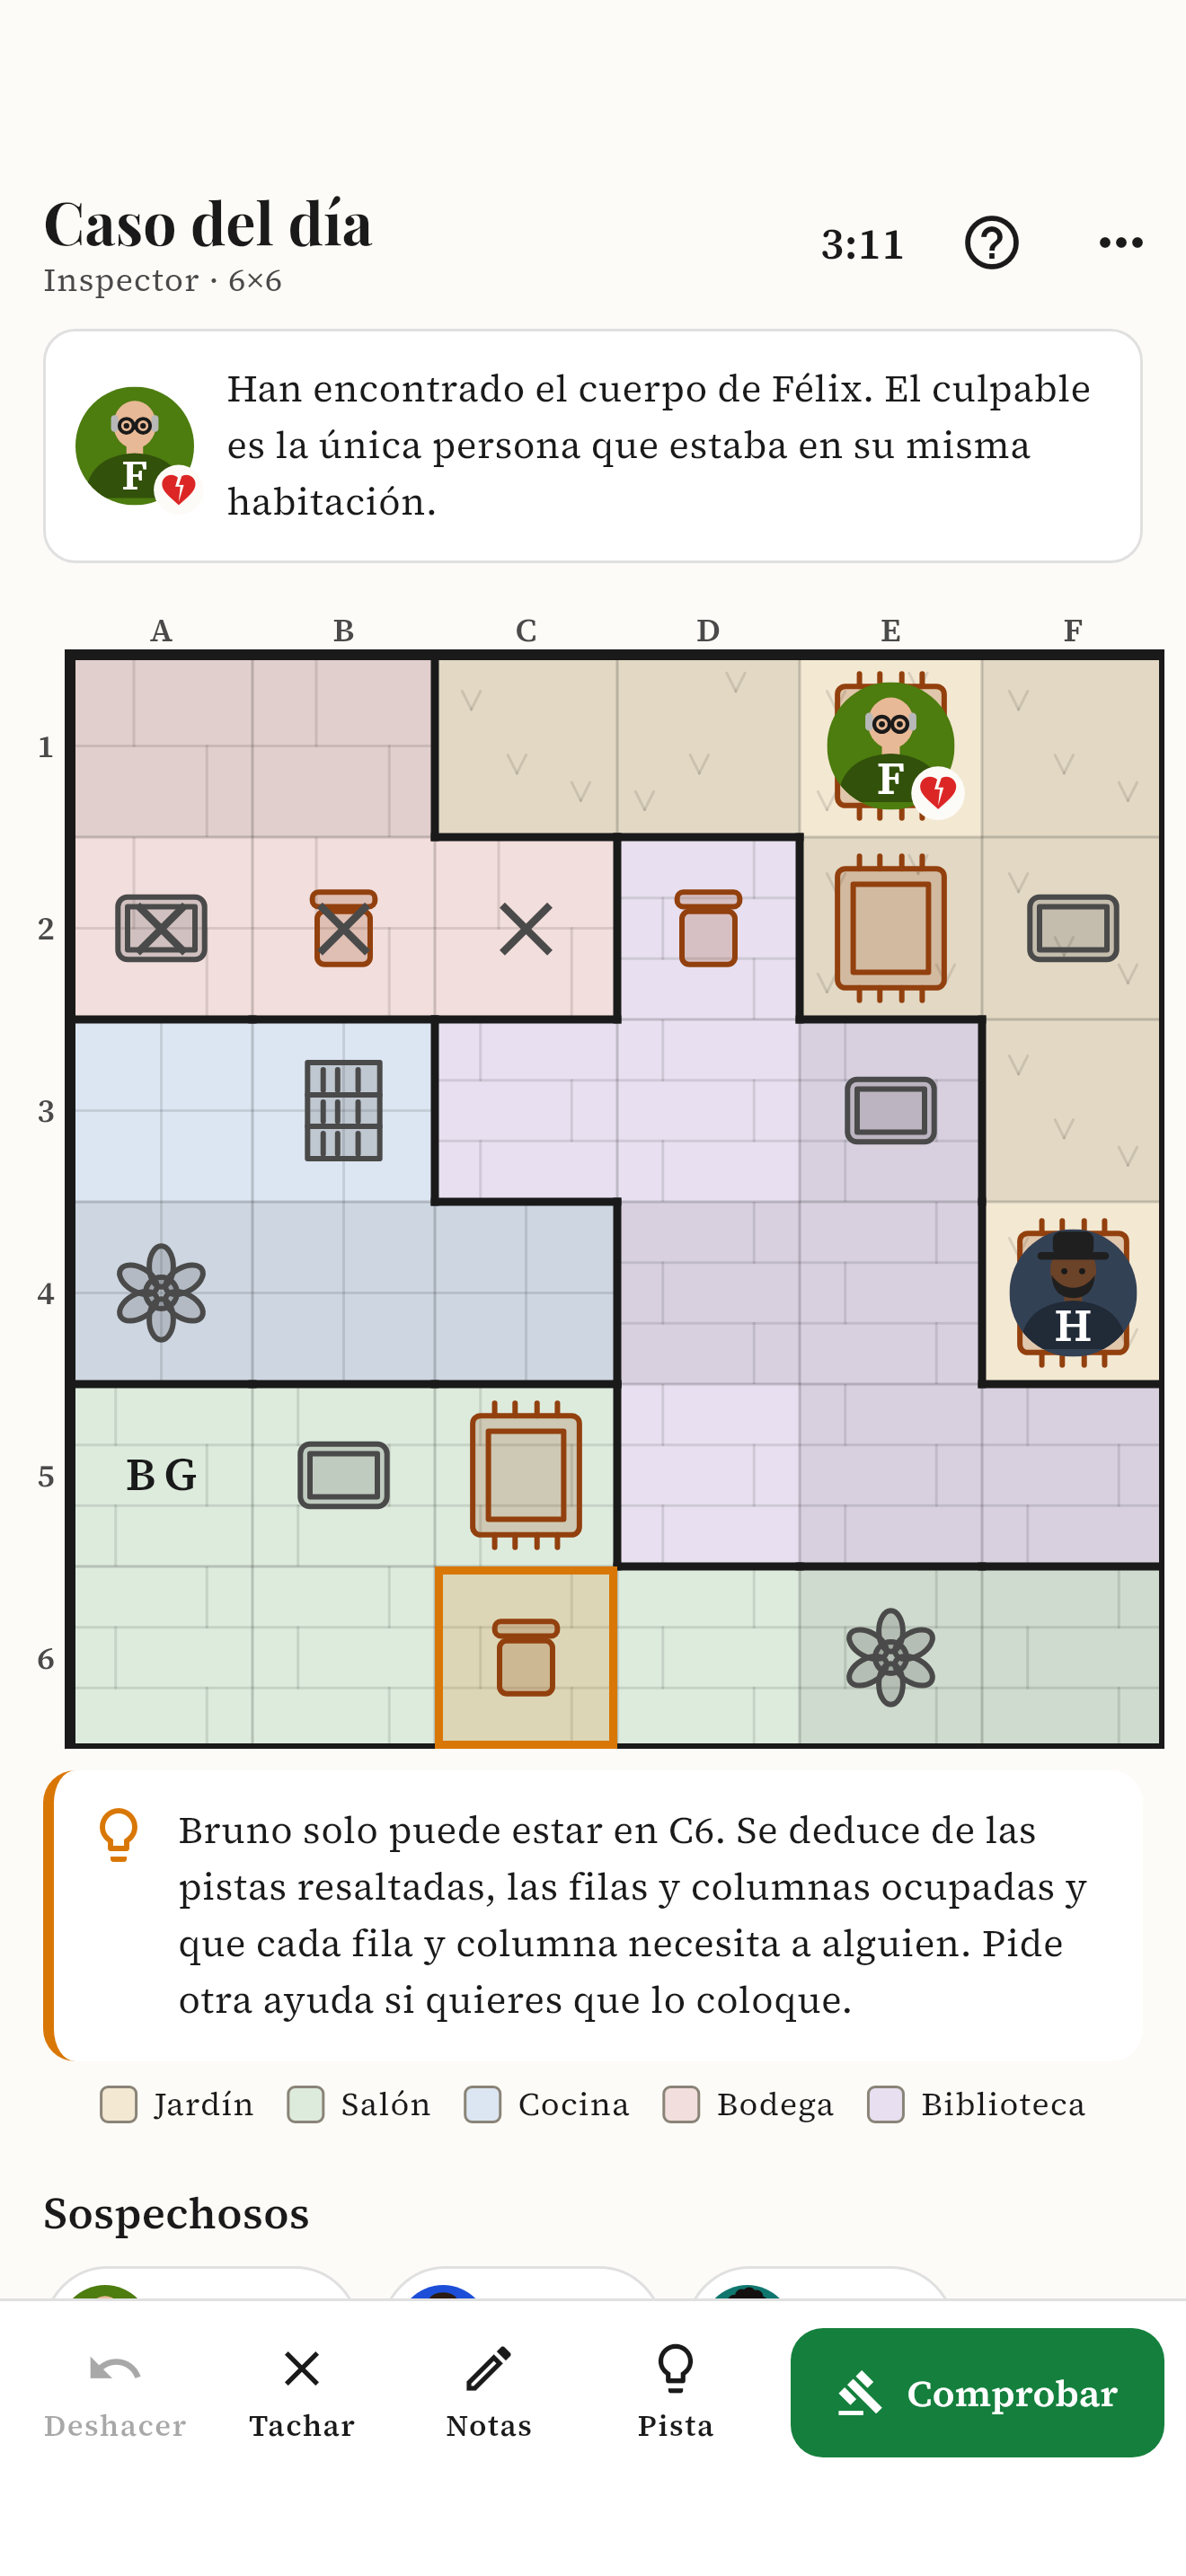 Caso del día
Inspector · 6×6
3:11
Han encontrado el cuerpo de Félix. El culpable
es la única persona que estaba en su misma
habitación.
F
A B C D E F
1
F
2
3
4
H
5
B G
6
Bruno solo puede estar en C6. Se deduce de las
pistas resaltadas, las filas y columnas ocupadas y
que cada fila y columna necesita a alguien. Pide
otra ayuda si quieres que lo coloque.
Jardín Salón Cocina Bodega Biblioteca
Sospechosos
Deshacer Tachar Notas Pista Comprobar